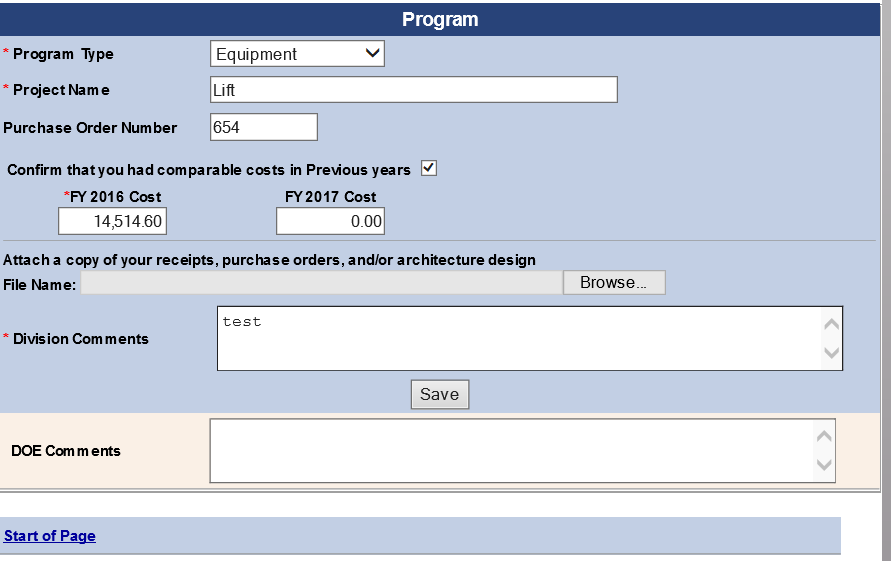 Program
* Program Type Equipment
* Project Name Lift
Purchase Order Number 654
Confirm that you had comparable costs in Previous years
*FY 2016 Cost FY 2017 Cost
14,514.60 0.00
Attach a copy of your receipts, purchase orders, and/or architecture design
File Name: Browse...
* Division Comments test
Save
DOE Comments
Start of Page